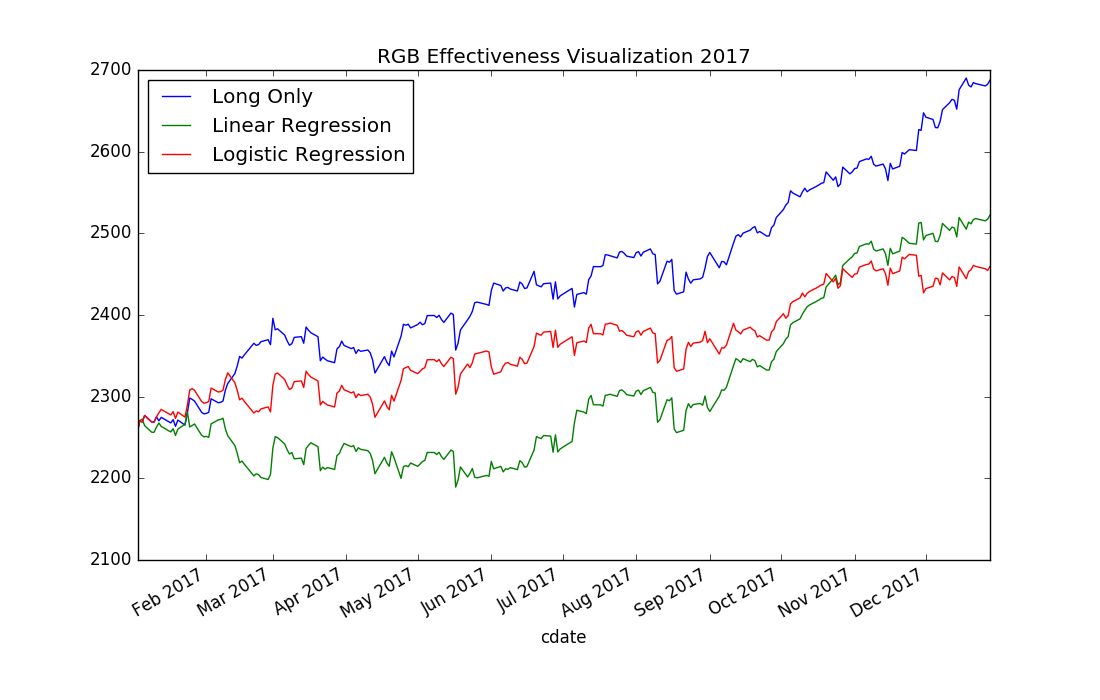 RGB Effectiveness Visualization 2017
Long Only
Linear Regression
Logistic Regression
2700
2600
2500
2400
2300
2200
2100
Feb 2017
Mar 2017
Apr 2017
May 2017
Jun 2017
Jul 2017
Aug 2017
Sep 2017
Oct 2017
Nov 2017
Dec 2017
cdate